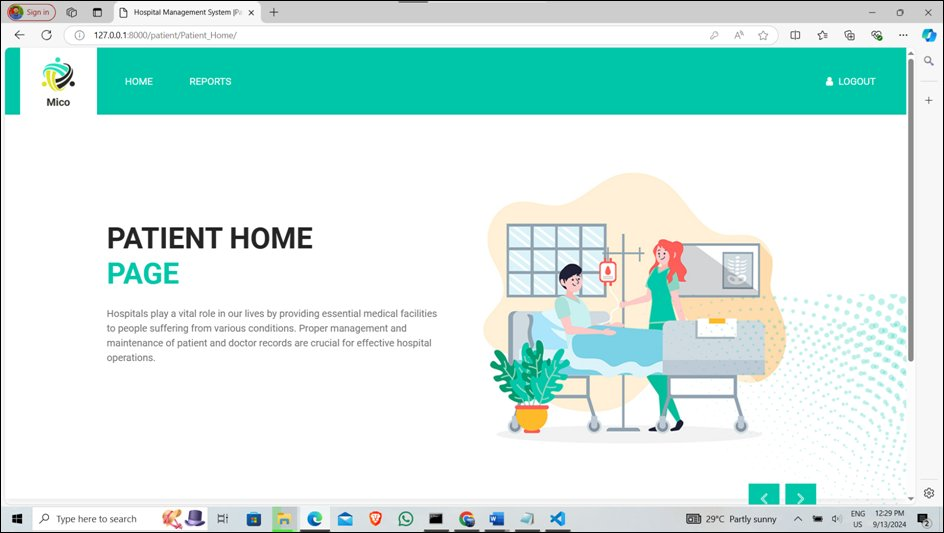 Sign in
Hospital Management System |Pa
127.0.0.1:8000/patient/Patient_Home/
Mico
HOME
REPORTS
LOGOUT
PATIENT HOME
PAGE
Hospitals play a vital role in our lives by providing essential medical facilities
to people suffering from various conditions. Proper management and
maintenance of patient and doctor records are crucial for effective hospital
operations.
Type here to search
29°C Partly sunny
ENG
US
12:29 PM
9/13/2024
2